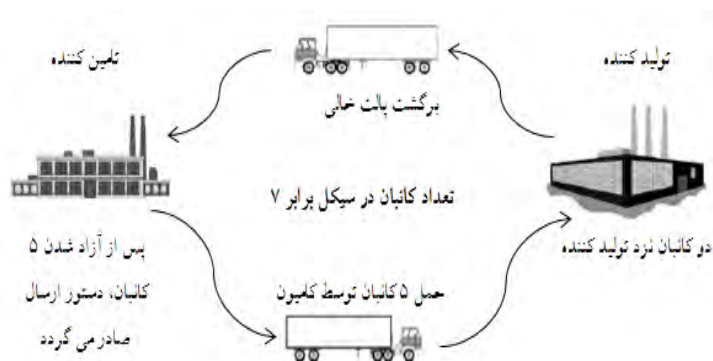 تامین کننده
تولید کننده
برگشت پالت خالی
تعداد کانبان در سیکل برابر ۷
دو کانبان نزد تولید کننده
پس از آزاد شدن ۵
کانبان، دستور ارسال
صادر می گردد
حمل ۵ کانبان توسط کامیون